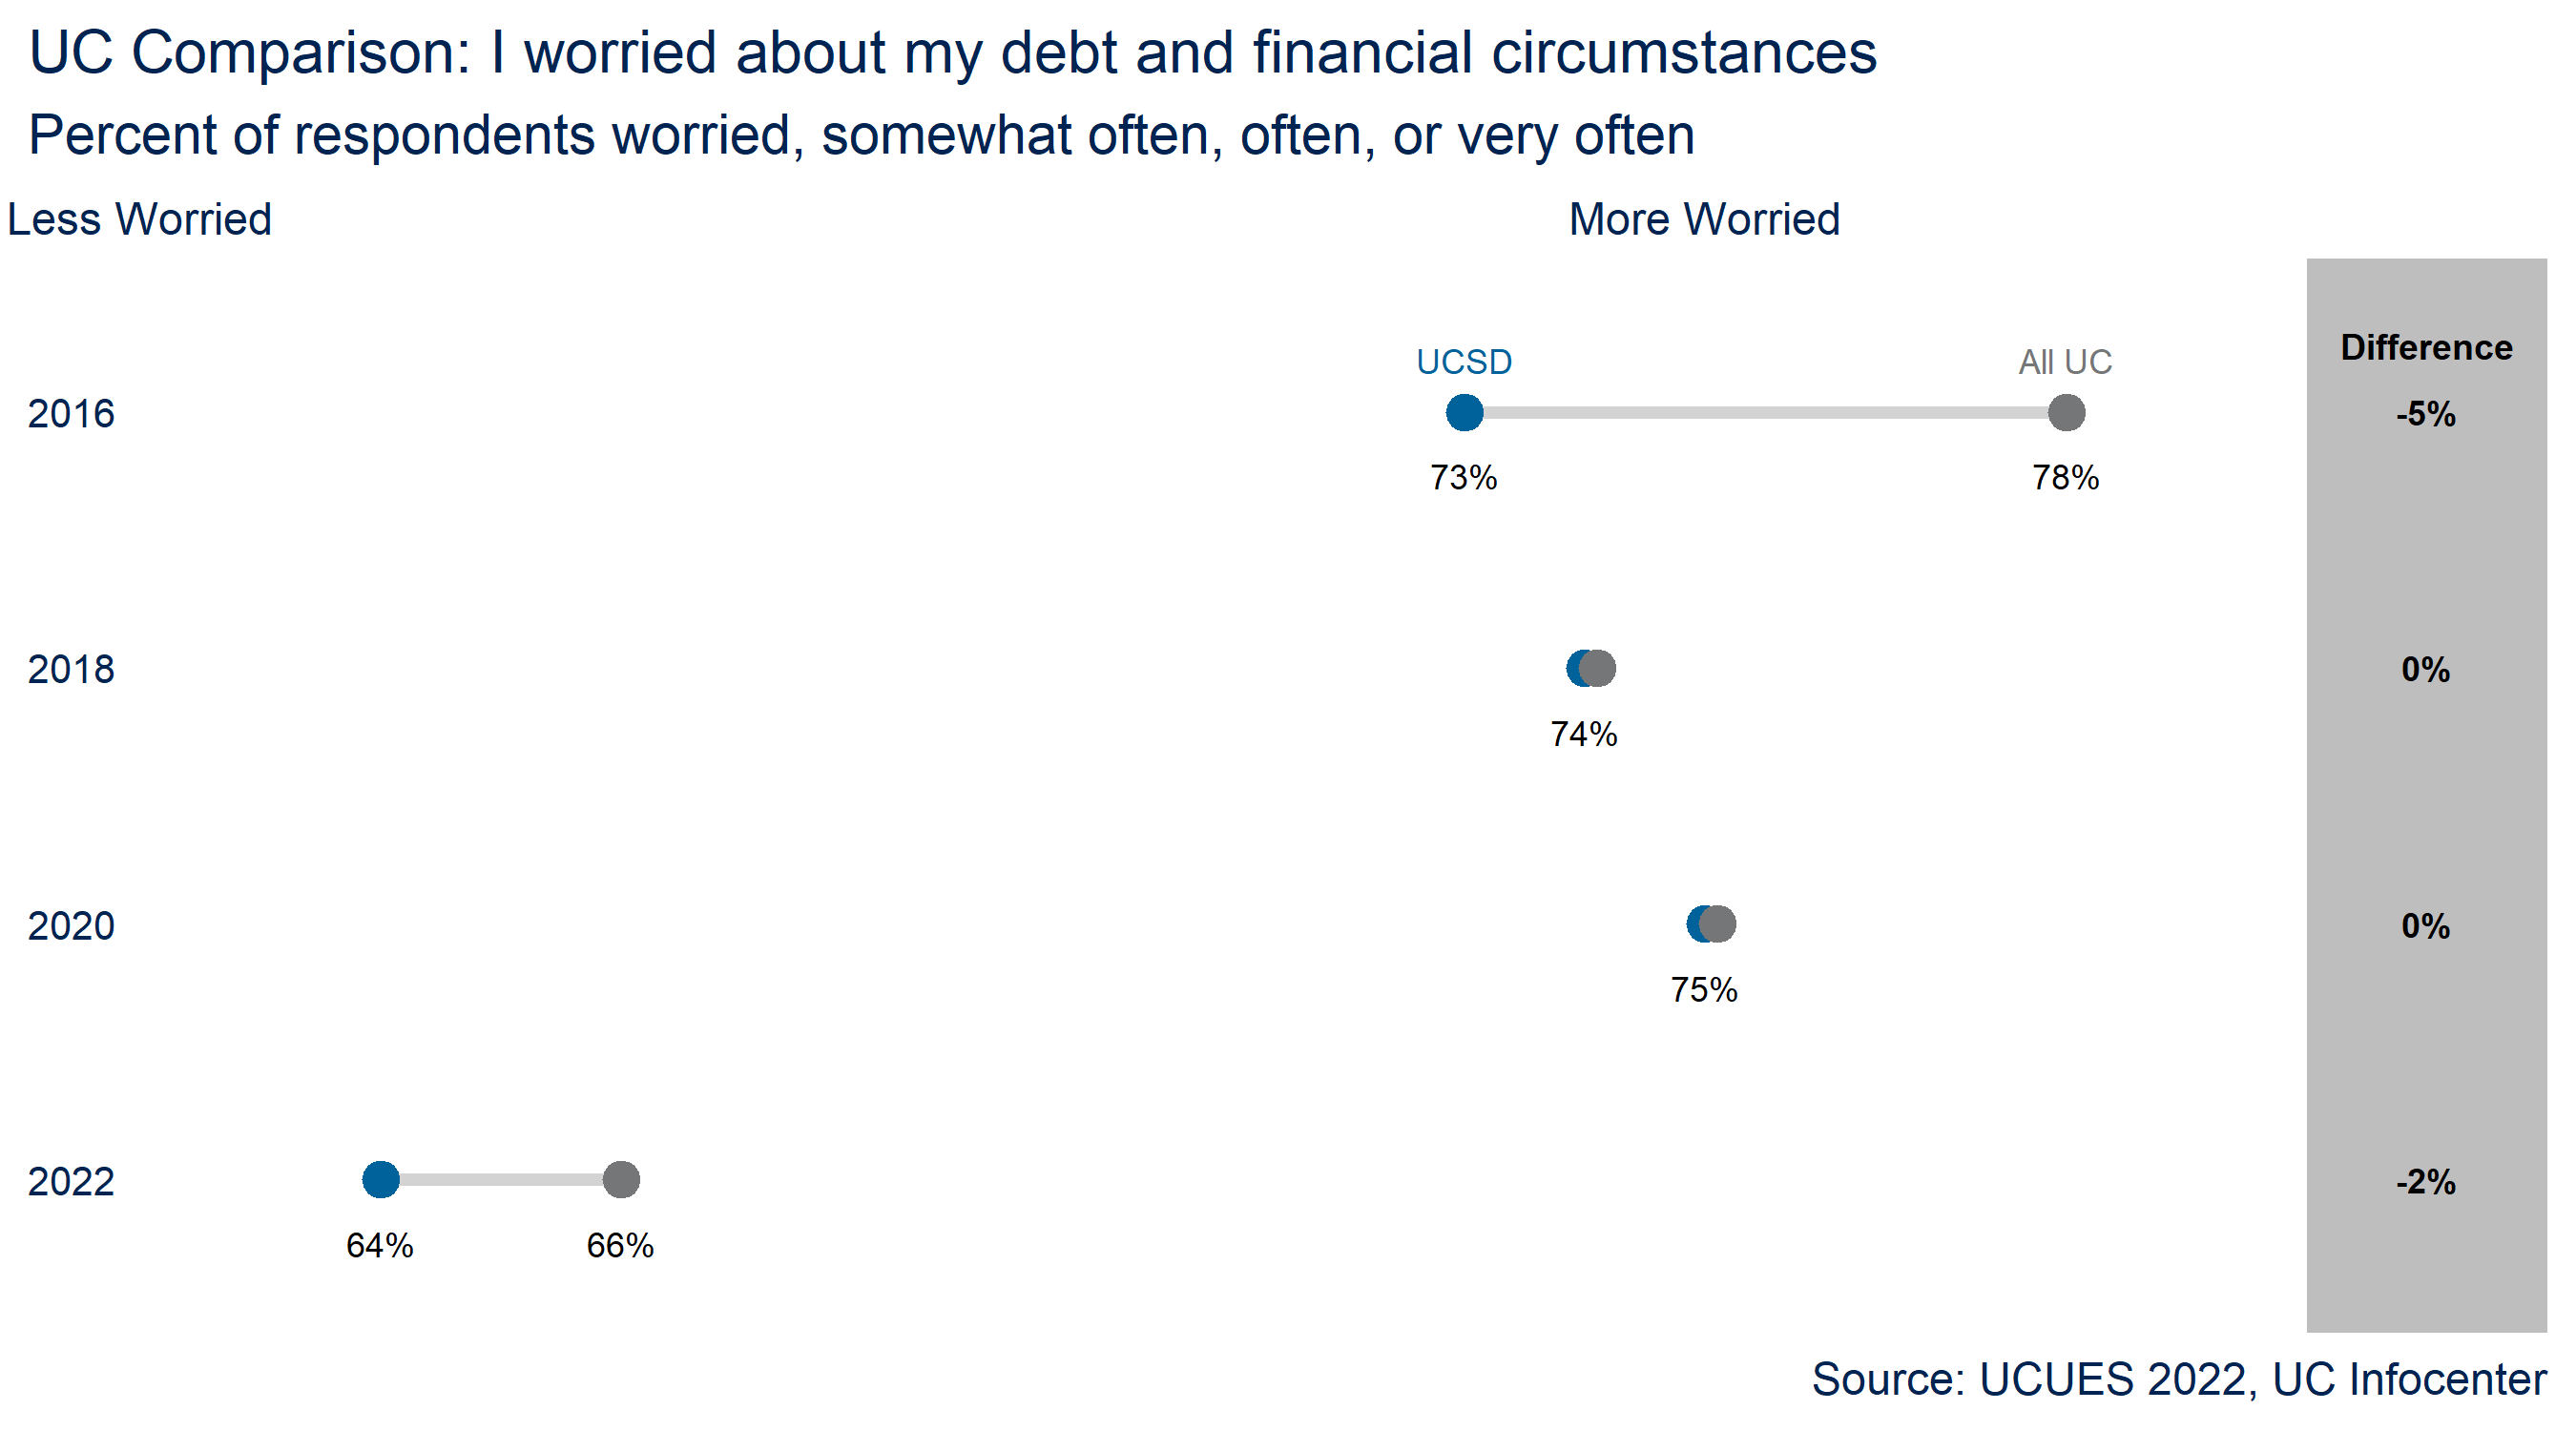 UC Comparison: I worried about my debt and financial circumstances
Percent of respondents worried, somewhat often, often, or very often
Less Worried
More Worried
Difference
UCSD
All UC
2016
-5%
73%
78%
2018
0%
74%
2020
0%
75%
2022
-2%
64%
66%
Source: UCUES 2022, UC Infocenter